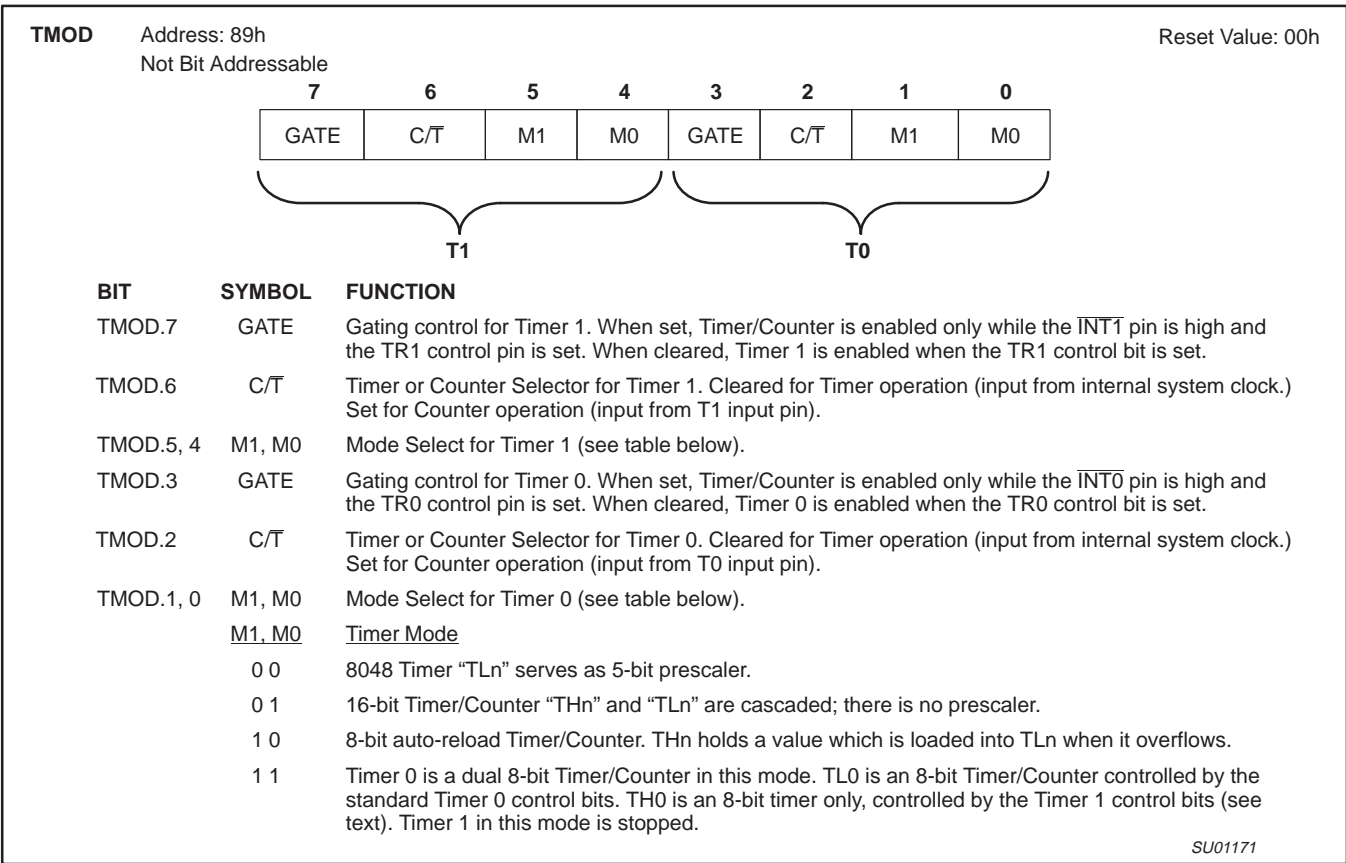 TMOD Address: 89h Reset Value: 00h
Not Bit Addressable
7 6 5 4 3 2 1 0
GATE C/T̅ M1 M0 GATE C/T̅ M1 M0
T1 T0
BIT SYMBOL FUNCTION
TMOD.7 GATE Gating control for Timer 1. When set, Timer/Counter is enabled only while the I̅N̅T̅1̅ pin is high and
the TR1 control pin is set. When cleared, Timer 1 is enabled when the TR1 control bit is set.
TMOD.6 C/T̅ Timer or Counter Selector for Timer 1. Cleared for Timer operation (input from internal system clock.)
Set for Counter operation (input from T1 input pin).
TMOD.5, 4 M1, M0 Mode Select for Timer 1 (see table below).
TMOD.3 GATE Gating control for Timer 0. When set, Timer/Counter is enabled only while the I̅N̅T̅0̅ pin is high and
the TR0 control pin is set. When cleared, Timer 0 is enabled when the TR0 control bit is set.
TMOD.2 C/T̅ Timer or Counter Selector for Timer 0. Cleared for Timer operation (input from internal system clock.)
Set for Counter operation (input from T0 input pin).
TMOD.1, 0 M1, M0 Mode Select for Timer 0 (see table below).
M1, M0 Timer Mode
0 0 8048 Timer “TLn” serves as 5-bit prescaler.
0 1 16-bit Timer/Counter “THn” and “TLn” are cascaded; there is no prescaler.
1 0 8-bit auto-reload Timer/Counter. THn holds a value which is loaded into TLn when it overflows.
1 1 Timer 0 is a dual 8-bit Timer/Counter in this mode. TL0 is an 8-bit Timer/Counter controlled by the
standard Timer 0 control bits. TH0 is an 8-bit timer only, controlled by the Timer 1 control bits (see
text). Timer 1 in this mode is stopped.
SU01171